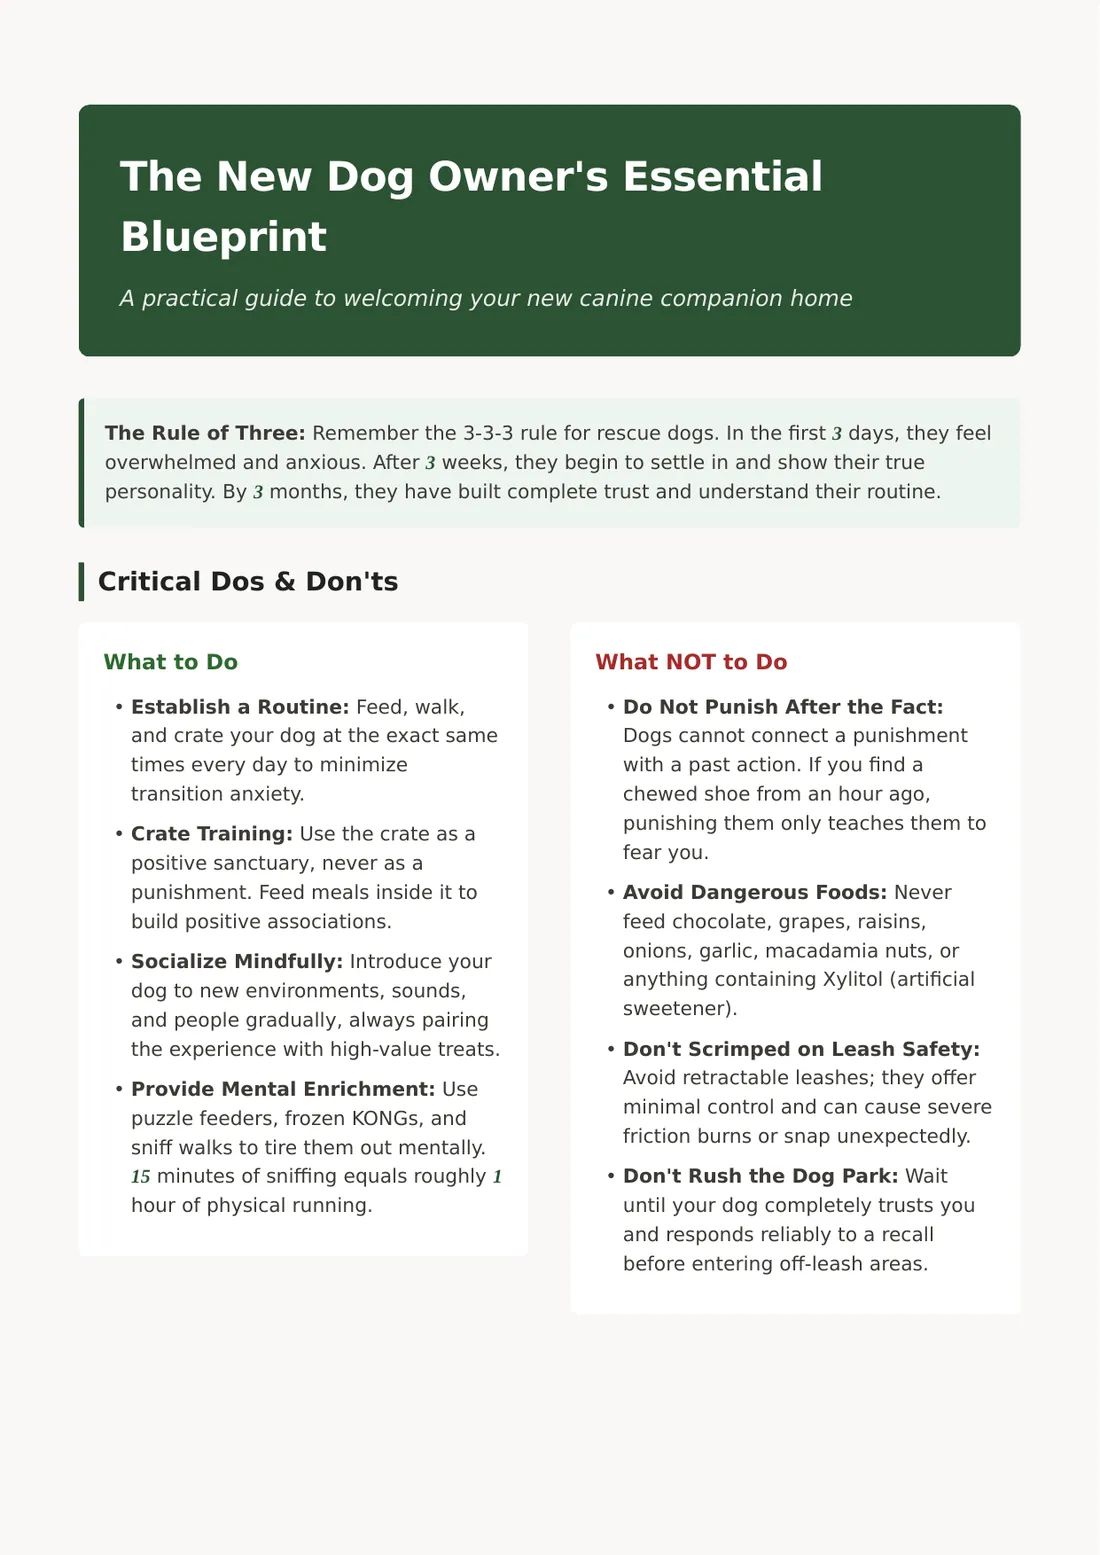 The New Dog Owner's Essential
Blueprint
A practical guide to welcoming your new canine companion home
The Rule of Three: Remember the 3-3-3 rule for rescue dogs. In the first 3 days, they feel
overwhelmed and anxious. After 3 weeks, they begin to settle in and show their true
personality. By 3 months, they have built complete trust and understand their routine.
Critical Dos & Don'ts
What to Do
• Establish a Routine: Feed, walk,
and crate your dog at the exact same
times every day to minimize
transition anxiety.
• Crate Training: Use the crate as a
positive sanctuary, never as a
punishment. Feed meals inside it to
build positive associations.
• Socialize Mindfully: Introduce your
dog to new environments, sounds,
and people gradually, always pairing
the experience with high-value treats.
• Provide Mental Enrichment: Use
puzzle feeders, frozen KONGs, and
sniff walks to tire them out mentally.
15 minutes of sniffing equals roughly 1
hour of physical running.
What NOT to Do
• Do Not Punish After the Fact:
Dogs cannot connect a punishment
with a past action. If you find a
chewed shoe from an hour ago,
punishing them only teaches them to
fear you.
• Avoid Dangerous Foods: Never
feed chocolate, grapes, raisins,
onions, garlic, macadamia nuts, or
anything containing Xylitol (artificial
sweetener).
• Don't Scrimped on Leash Safety:
Avoid retractable leashes; they offer
minimal control and can cause severe
friction burns or snap unexpectedly.
• Don't Rush the Dog Park: Wait
until your dog completely trusts you
and responds reliably to a recall
before entering off-leash areas.